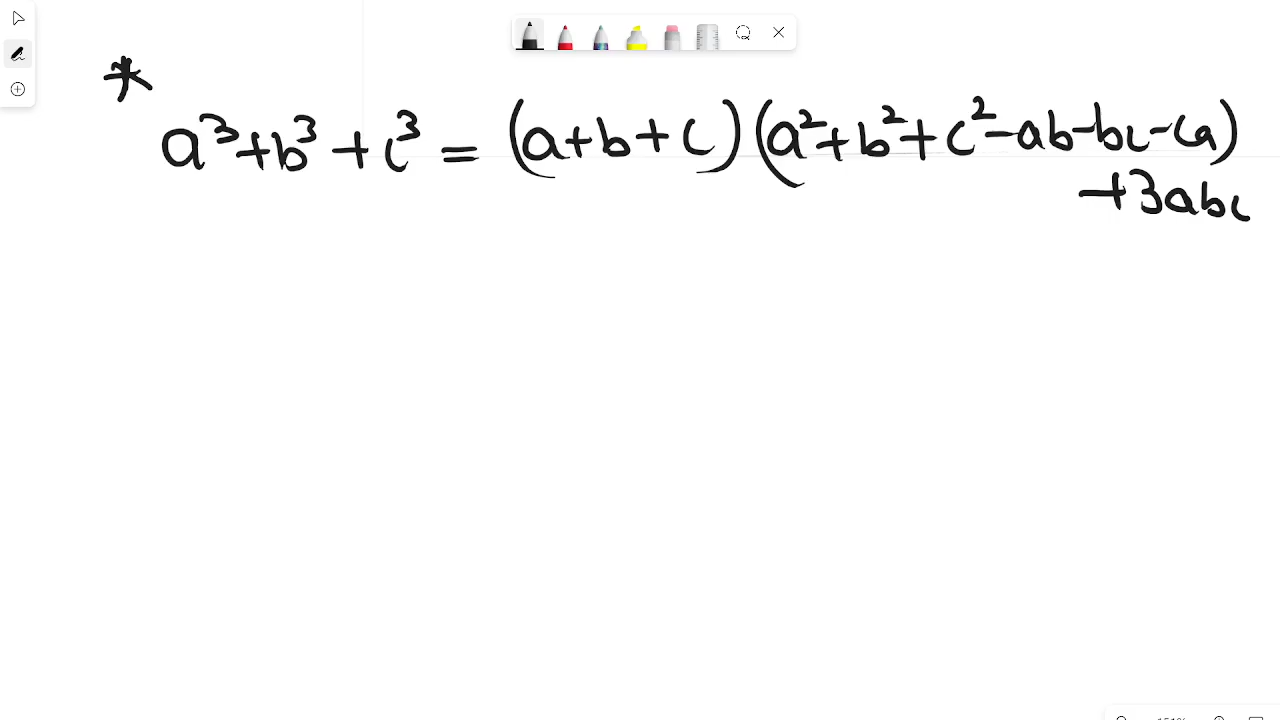 *
a³+b³+c³ = (a+b+c)(a²+b²+c²-ab-bc-ca)
+3abc